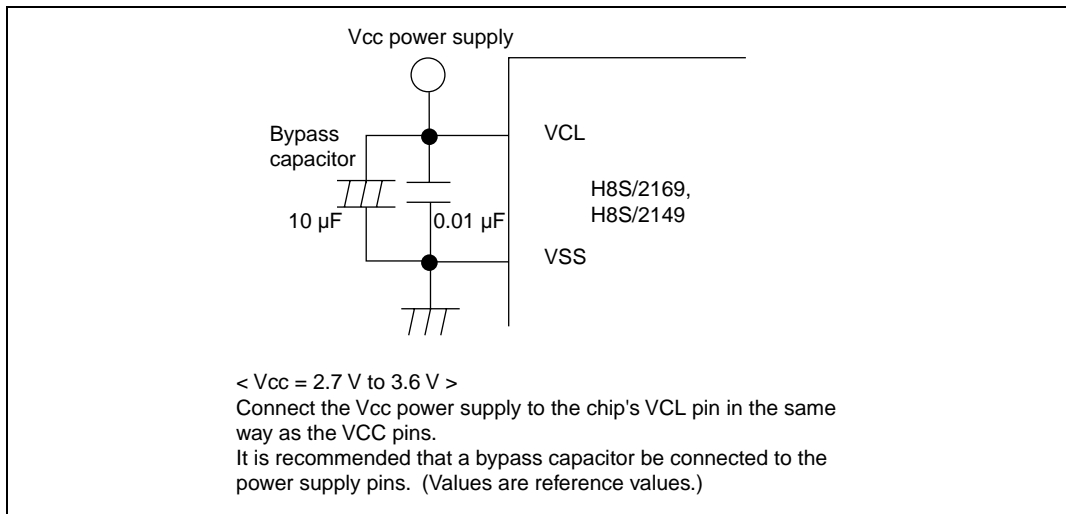 Vcc power supply
Bypass
capacitor
10 µF
0.01 µF
VCL
H8S/2169,
H8S/2149
VSS
< Vcc = 2.7 V to 3.6 V >
Connect the Vcc power supply to the chip's VCL pin in the same
way as the VCC pins.
It is recommended that a bypass capacitor be connected to the
power supply pins.  (Values are reference values.)